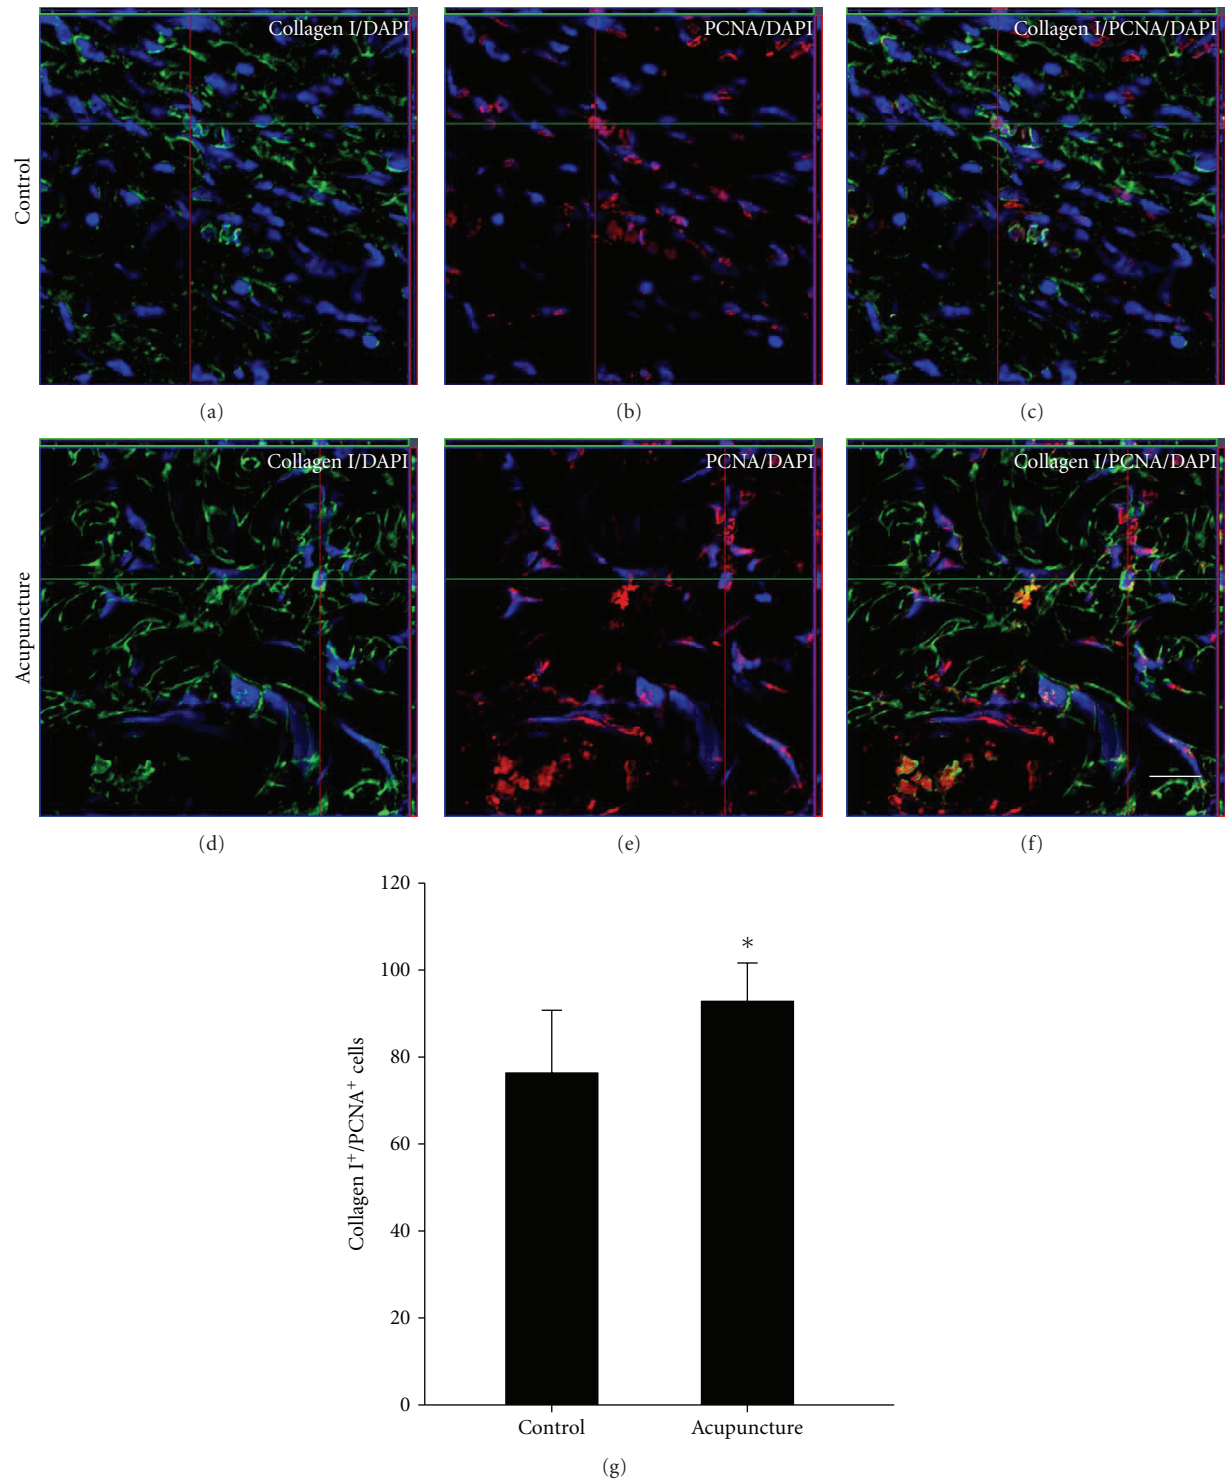 Collagen I/DAPI
PCNA/DAPI
Collagen I/PCNA/DAPI
Control
(a)
(b)
(c)
Collagen I/DAPI
PCNA/DAPI
Collagen I/PCNA/DAPI
Acupuncture
(d)
(e)
(f)
120
100
80
60
40
20
0
Collagen I⁺/PCNA⁺ cells
*
Control
Acupuncture
(g)